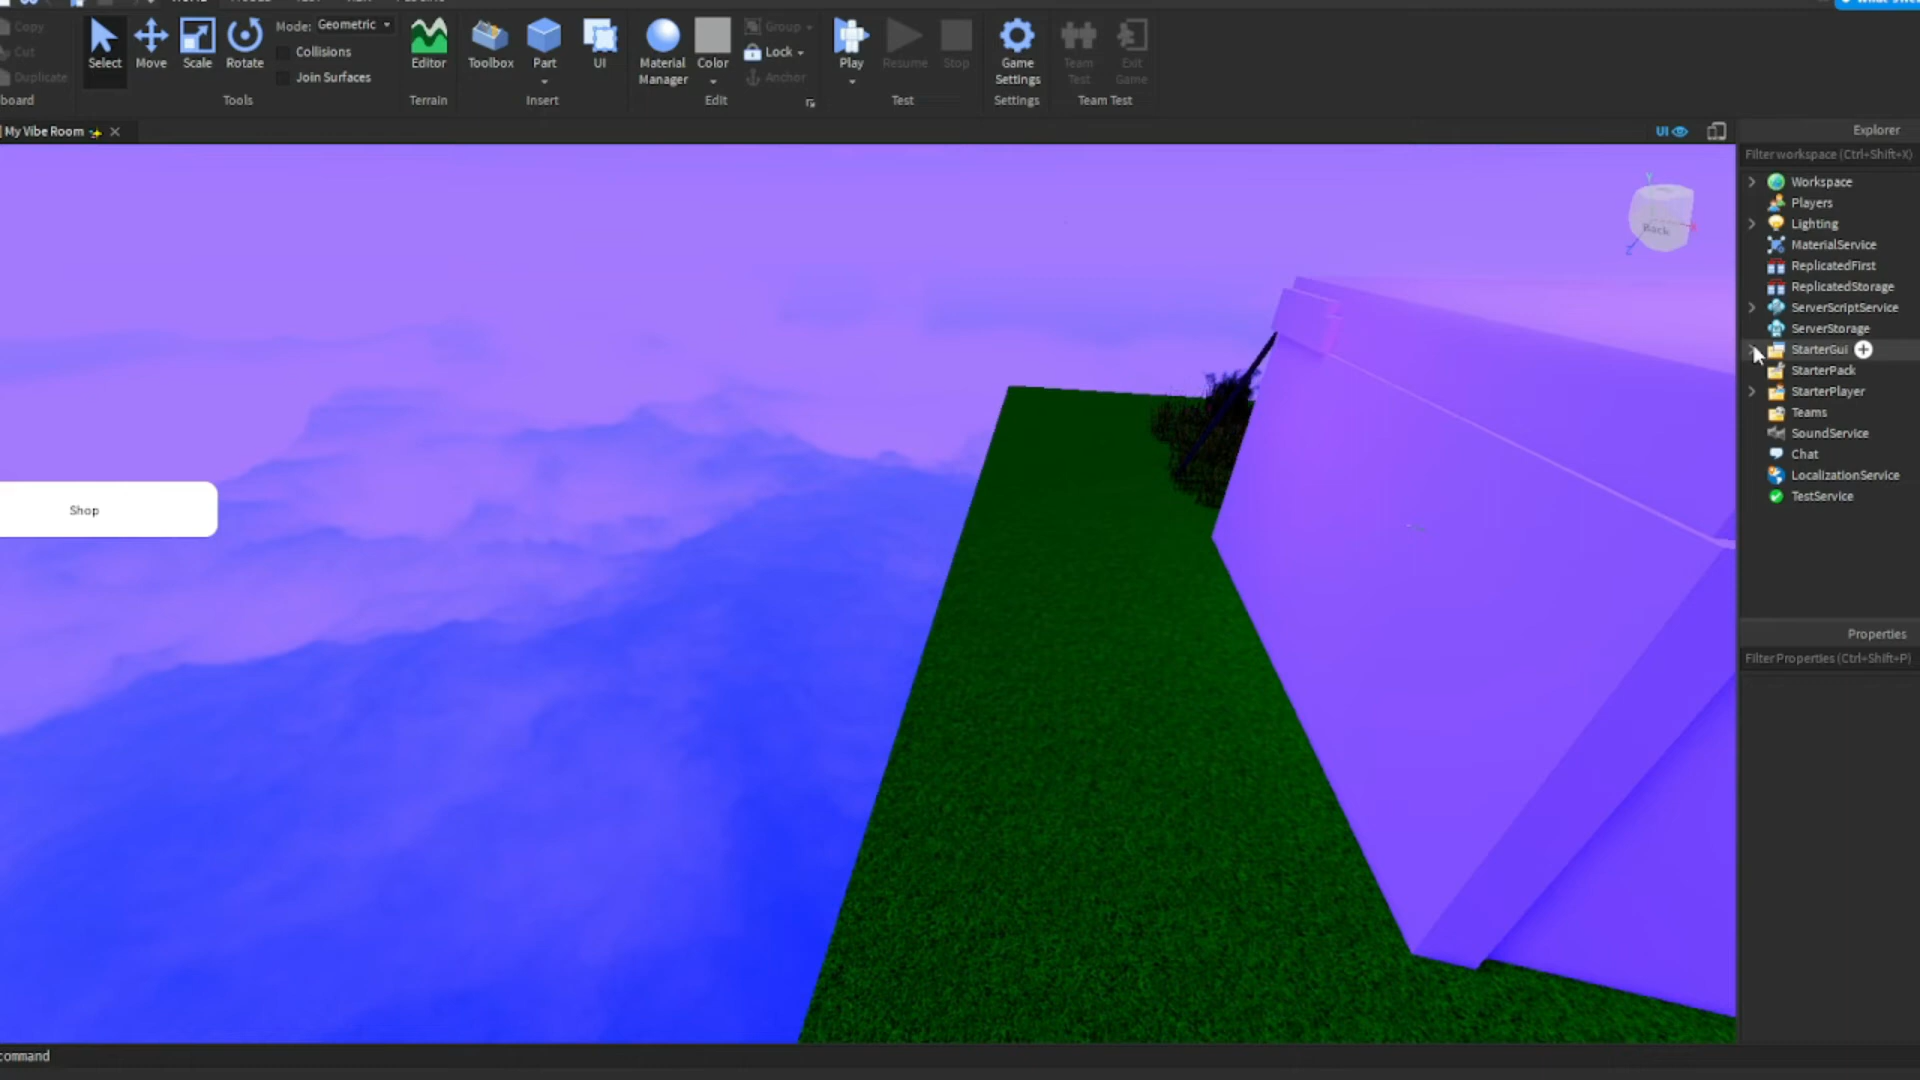 Copy
Cut
Duplicate
board
Select
Move
Scale
Rotate
Mode: Geometric
Collisions
Join Surfaces
Tools
Editor
Terrain
Toolbox
Part
UI
Insert
Material
Manager
Color
Group
Lock
Anchor
Edit
Play
Resume
Stop
Test
Game
Settings
Settings
Team
Test
Exit
Game
Team Test
My Vibe Room
UI
Explorer
Filter workspace (Ctrl+Shift+X)
Workspace
Players
Lighting
MaterialService
ReplicatedFirst
ReplicatedStorage
ServerScriptService
ServerStorage
StarterGui
StarterPack
StarterPlayer
Teams
SoundService
Chat
LocalizationService
TestService
Properties
Filter Properties (Ctrl+Shift+P)
Y
Back
Z
Shop
command